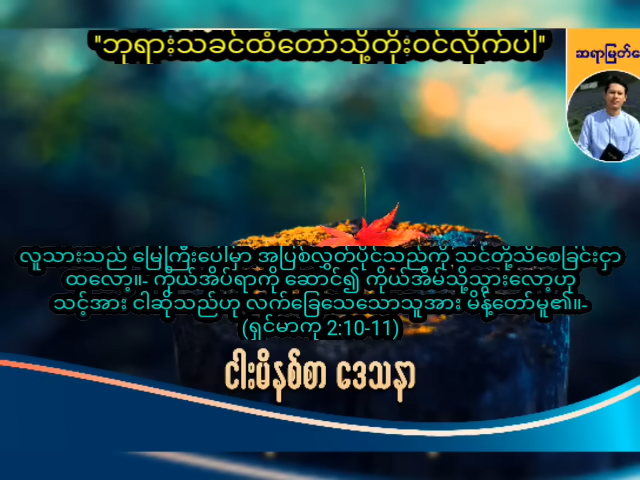 "ဘုရားသခင်ထံတော်သို့တိုးဝင်လိုက်ပါ"
ဆရာမြတ်
လူသားသည် မြေကြီးပေါ်မှာ အပြစ်လွှတ်ပိုင်သည်ကို သင်တို့သိစေခြင်းငှာ
ထလော့။- ကိုယ်အိပ်ရာကို ဆောင်၍ ကိုယ်အိမ်သို့သွားလော့ဟု
သင့်အား ငါဆိုသည်ဟု လက်ခြေသေသောသူအား မိန့်တော်မူ၏။-
(ရှင်မာကု 2:10-11)
ငါးမိနစ်စာ ဒေသနာ